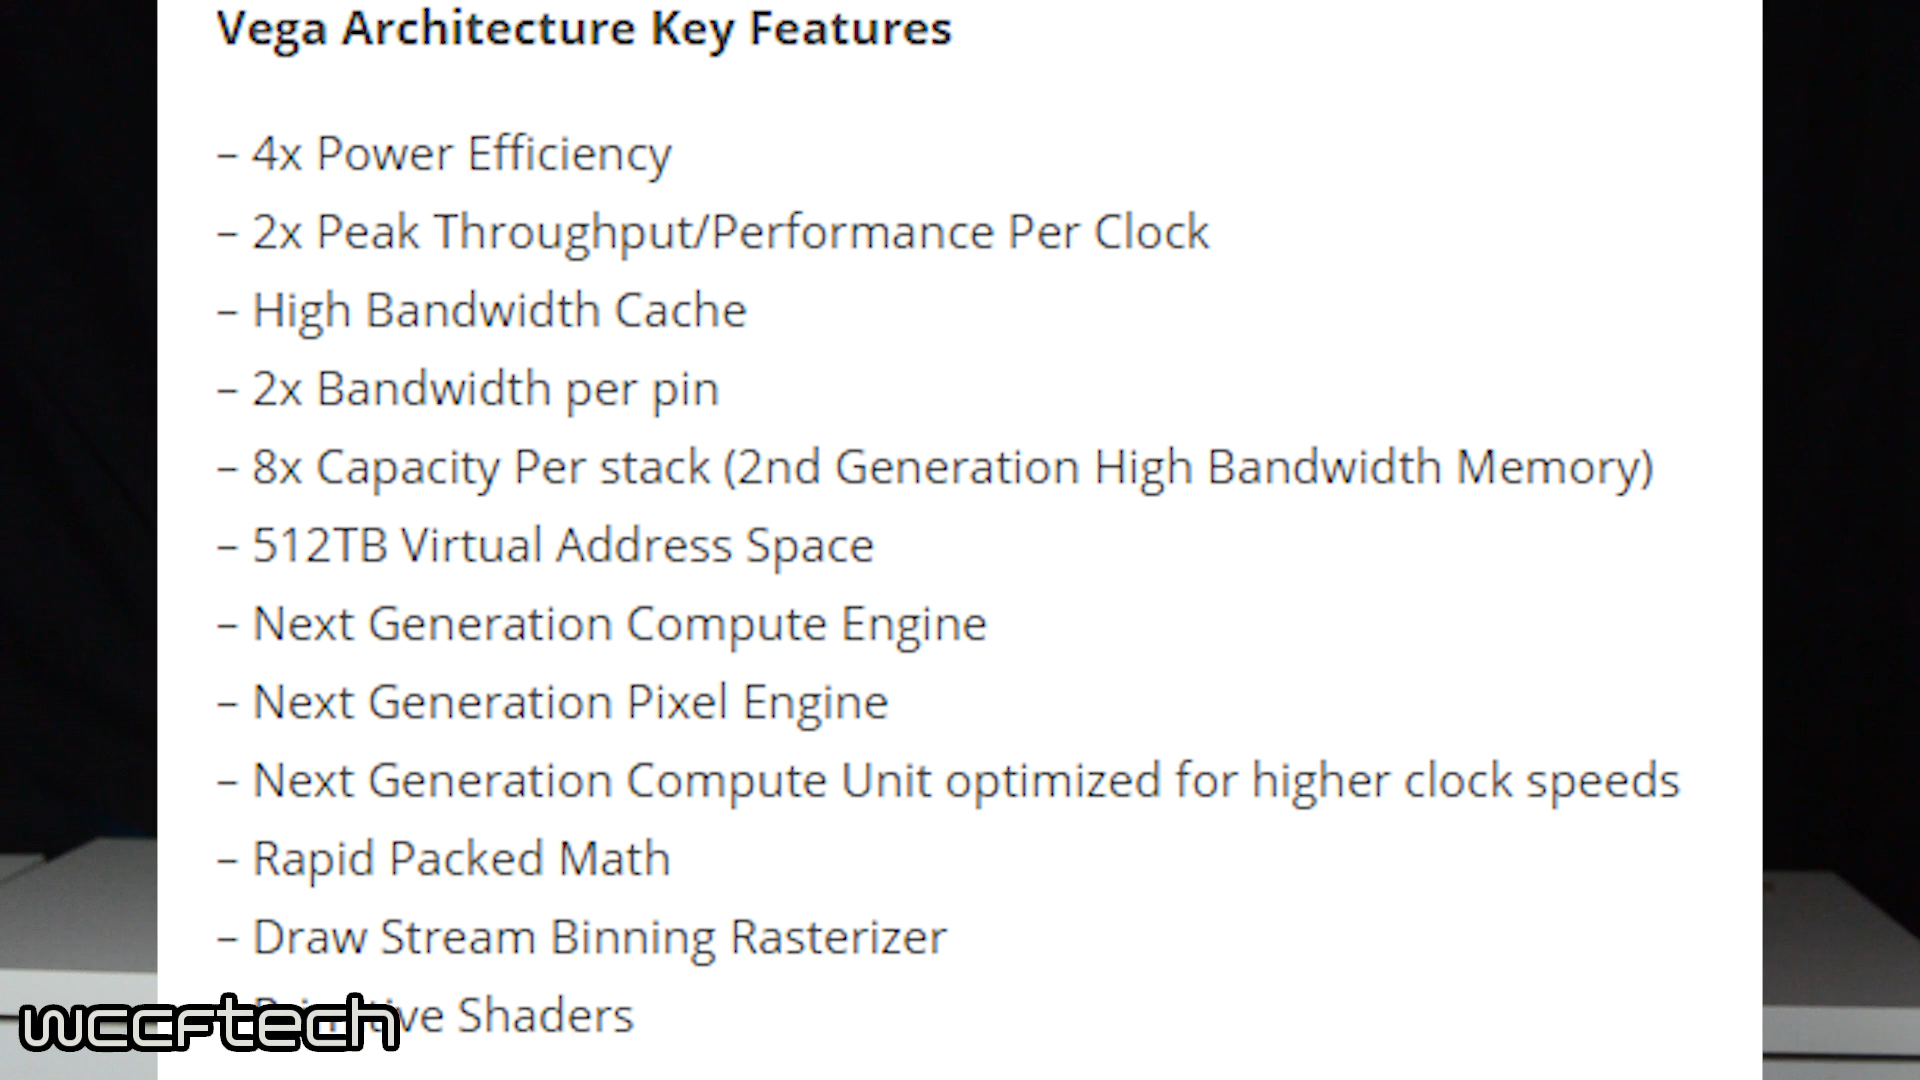 Vega Architecture Key Features
– 4x Power Efficiency
– 2x Peak Throughput/Performance Per Clock
– High Bandwidth Cache
– 2x Bandwidth per pin
– 8x Capacity Per stack (2nd Generation High Bandwidth Memory)
– 512TB Virtual Address Space
– Next Generation Compute Engine
– Next Generation Pixel Engine
– Next Generation Compute Unit optimized for higher clock speeds
– Rapid Packed Math
– Draw Stream Binning Rasterizer
Shaders
wccftech